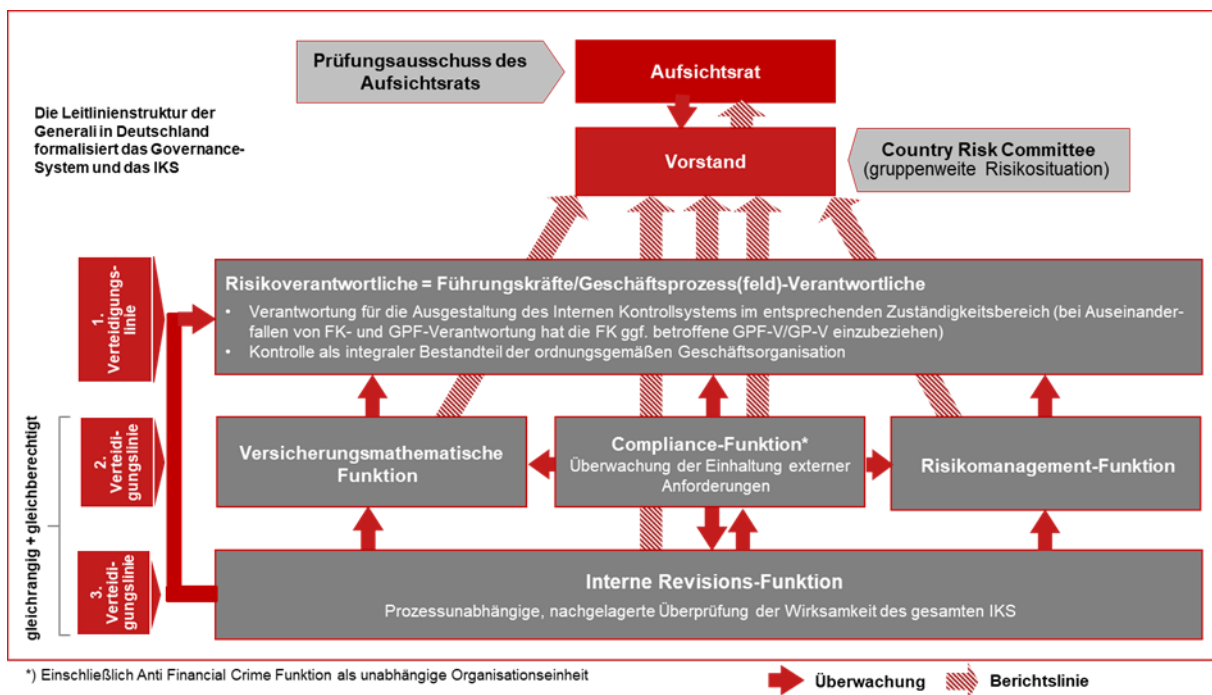 Prüfungsausschuss des
Aufsichtsrats
Aufsichtsrat
Die Leitlinienstruktur der
Generali in Deutschland
formalisiert das Governance-
System und das IKS
Vorstand
Country Risk Committee
(gruppenweite Risikosituation)
1.
Verteidigungs-
linie
Risikoverantwortliche = Führungskräfte/Geschäftsprozess(feld)-Verantwortliche
• Verantwortung für die Ausgestaltung des Internen Kontrollsystems im entsprechenden Zuständigkeitsbereich (bei Auseinander-
fallen von FK- und GPF-Verantwortung hat die FK ggf. betroffene GPF-V/GP-V einzubeziehen)
• Kontrolle als integraler Bestandteil der ordnungsgemäßen Geschäftsorganisation
gleichrangig + gleichberechtigt
2.
Verteidi-
gungslinie
Versicherungsmathematische
Funktion
Compliance-Funktion*
Überwachung der Einhaltung externer
Anforderungen
Risikomanagement-Funktion
3.
Verteidi-
gungslinie
Interne Revisions-Funktion
Prozessunabhängige, nachgelagerte Überprüfung der Wirksamkeit des gesamten IKS
*) Einschließlich Anti Financial Crime Funktion als unabhängige Organisationseinheit
Überwachung
Berichtslinie